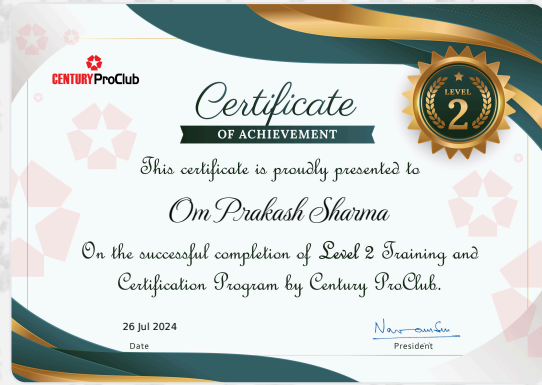 CENTURY ProClub
Certificate
OF ACHIEVEMENT
LEVEL
2
This certificate is proudly presented to
Om Prakash Sharma
On the successful completion of Level 2 Training and
Certification Program by Century ProClub.
26 Jul 2024
Date
President